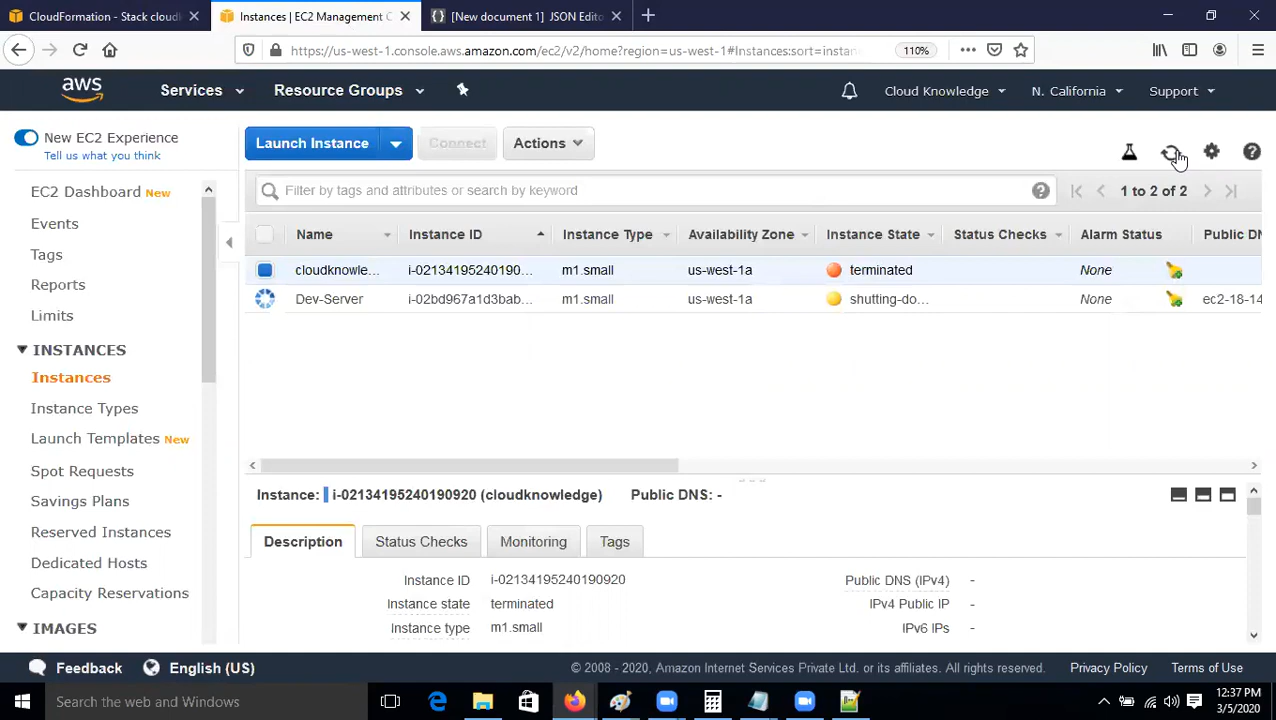 CloudFormation - Stack cloudk
Instances | EC2 Management C
[New document 1] JSON Edito
https://us-west-1.console.aws.amazon.com/ec2/v2/home?region=us-west-1#Instances:sort=instan
110%
aws
Services
Resource Groups
Cloud Knowledge
N. California
Support
New EC2 Experience
Tell us what you think
EC2 Dashboard New
Events
Tags
Reports
Limits
INSTANCES
Instances
Instance Types
Launch Templates New
Spot Requests
Savings Plans
Reserved Instances
Dedicated Hosts
Capacity Reservations
IMAGES
Launch Instance
Connect
Actions
Filter by tags and attributes or search by keyword
1 to 2 of 2
Name Instance ID Instance Type Availability Zone Instance State Status Checks Alarm Status Public DN
cloudknowle... i-02134195240190... m1.small us-west-1a terminated None
Dev-Server i-02bd967a1d3bab... m1.small us-west-1a shutting-do... None ec2-18-14
Instance: i-02134195240190920 (cloudknowledge) Public DNS: -
Description
Status Checks
Monitoring
Tags
Instance ID i-02134195240190920 Public DNS (IPv4) -
Instance state terminated IPv4 Public IP -
Instance type m1.small IPv6 IPs -
Feedback
English (US)
© 2008 - 2020, Amazon Internet Services Private Ltd. or its affiliates. All rights reserved.
Privacy Policy
Terms of Use
Search the web and Windows
12:37 PM
3/5/2020